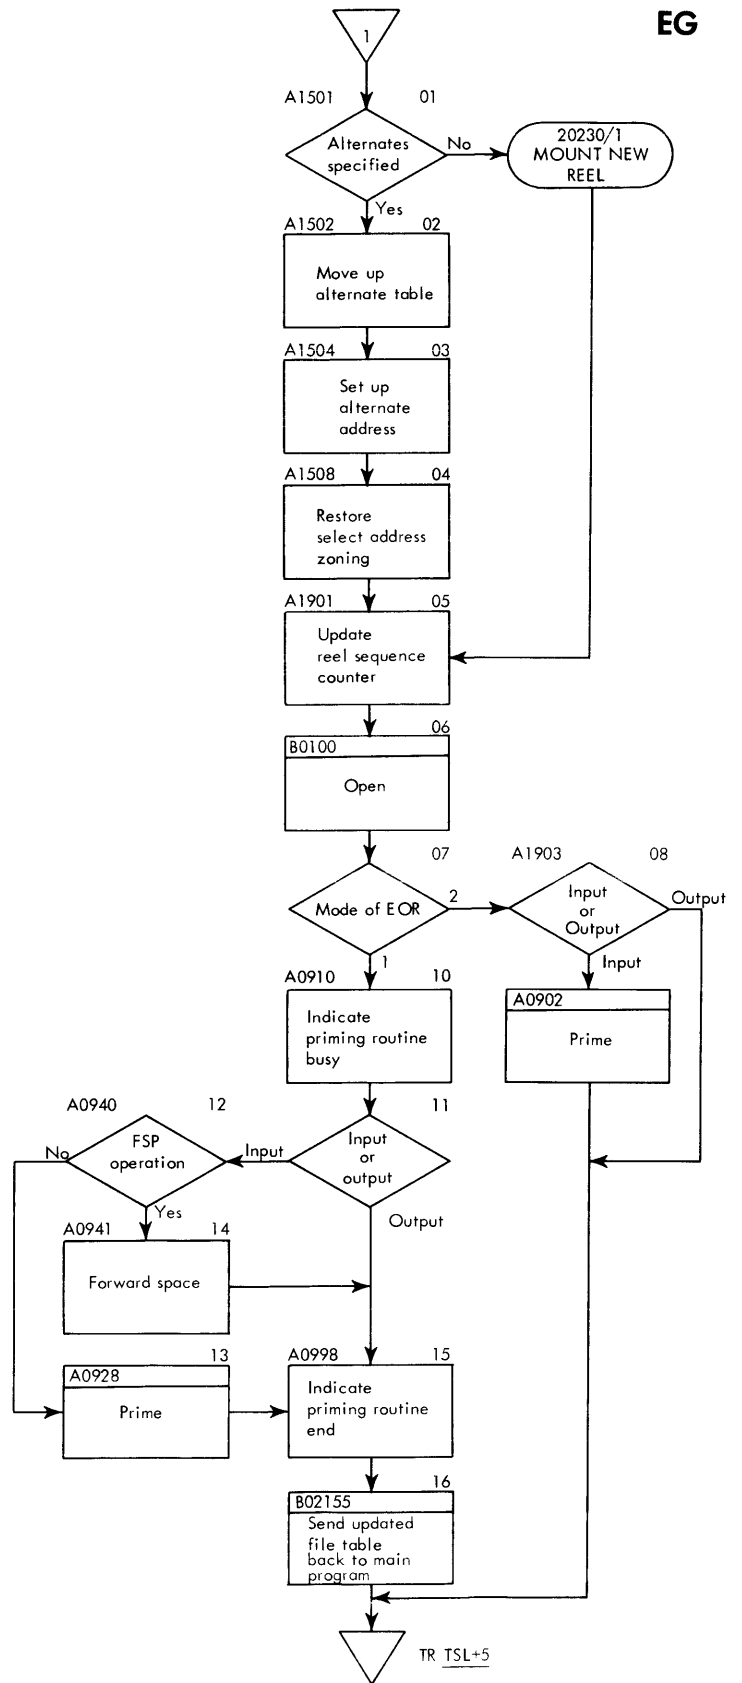 EG
1
A1501 01
Alternates
specified
No
20230/1
MOUNT NEW
REEL
Yes
A1502 02
Move up
alternate table
A1504 03
Set up
alternate
address
A1508 04
Restore
select address
zoning
A1901 05
Update
reel sequence
counter
06
B0100
Open
07
Mode of EOR
2
1
A1903 08
Input
or
Output
Output
Input
A0910 10
Indicate
priming routine
busy
A0902
Prime
11
Input
or
output
Input
Output
A0940 12
FSP
operation
No
Yes
A0941 14
Forward space
13
A0928
Prime
A0998 15
Indicate
priming routine
end
16
B02155
Send updated
file table
back to main
program
TR TSL+5